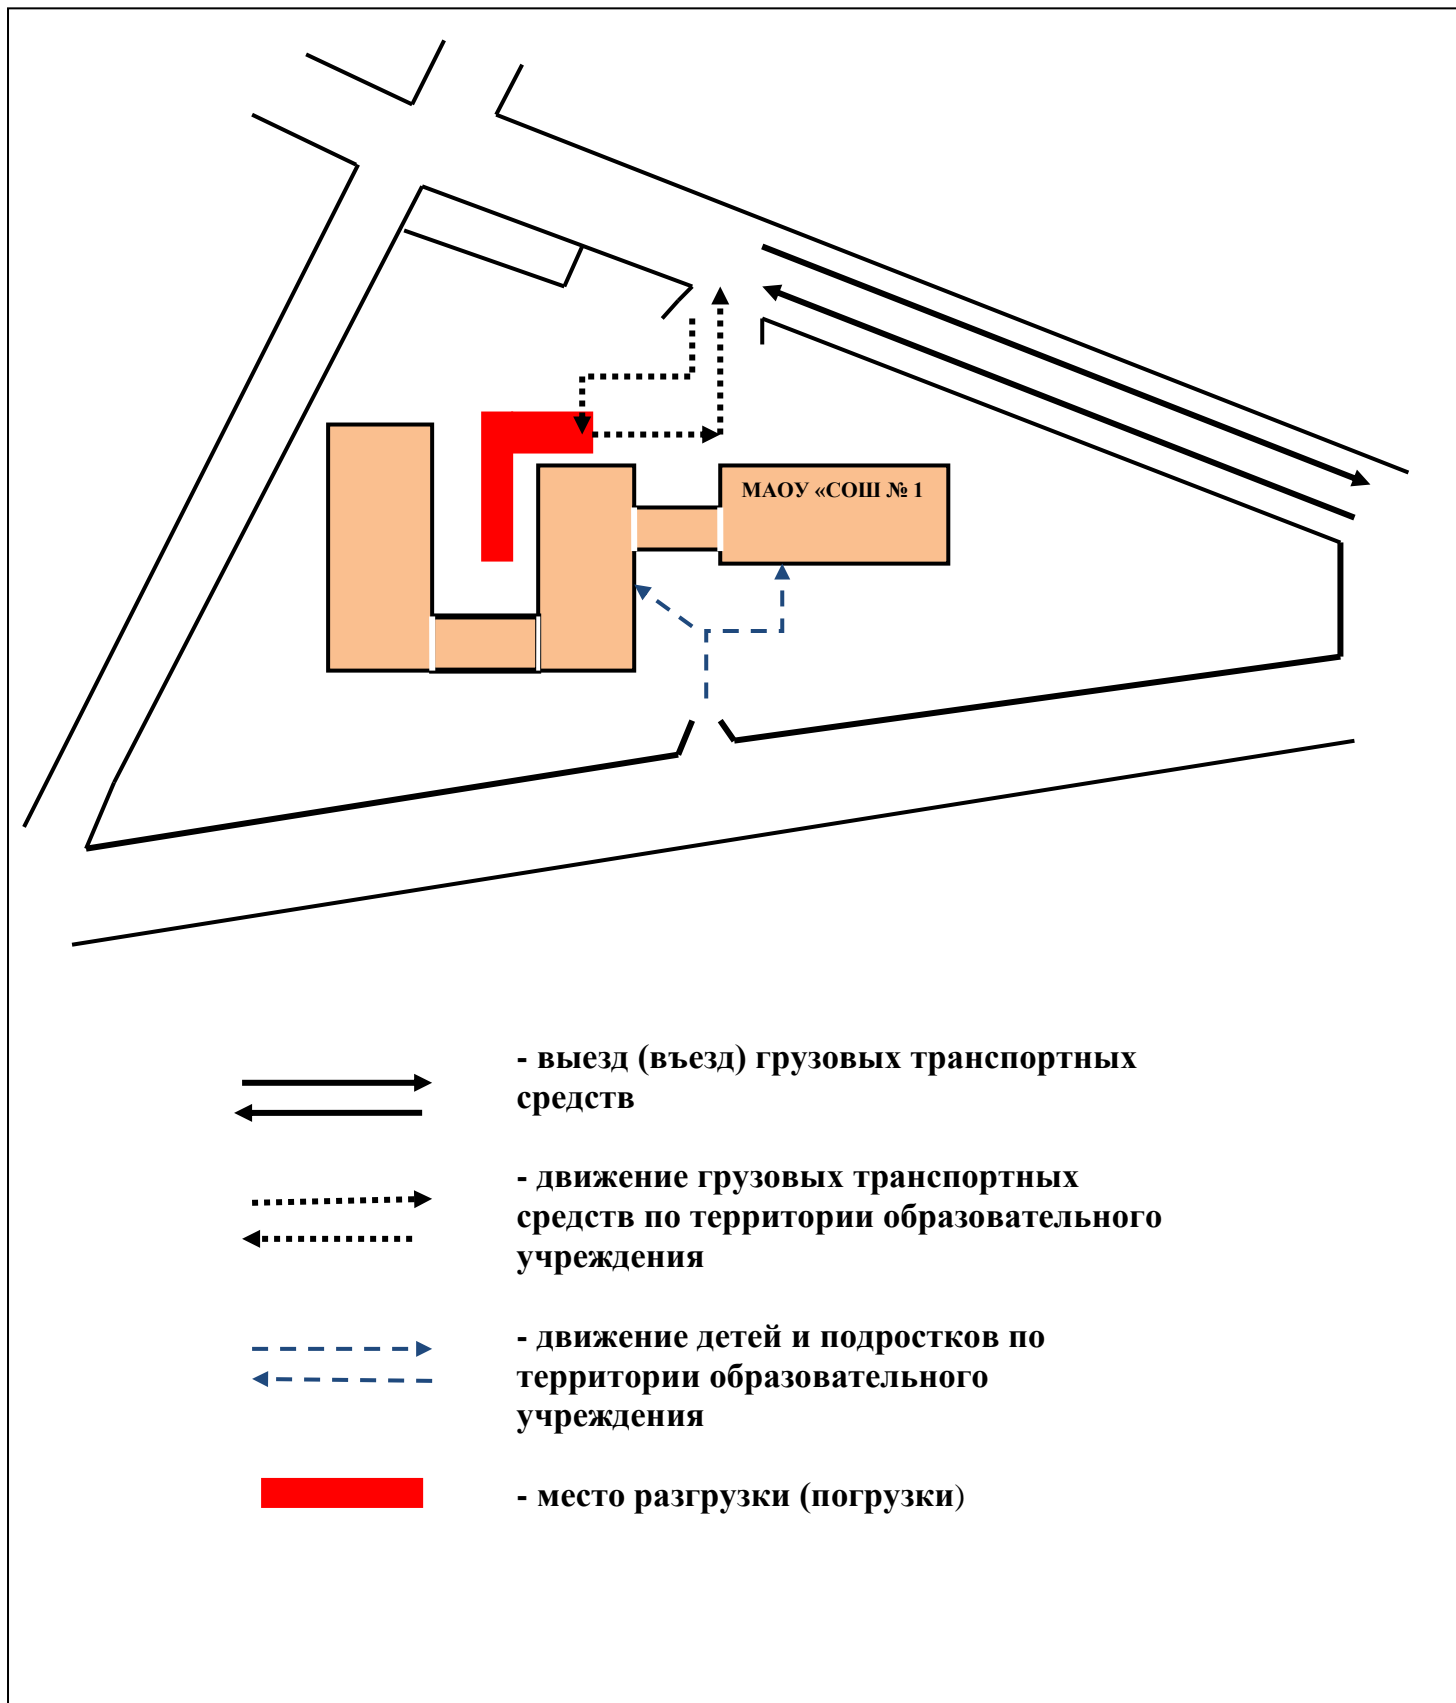 МАОУ «СОШ № 1
- выезд (въезд) грузовых транспортных
средств
- движение грузовых транспортных
средств по территории образовательного
учреждения
- движение детей и подростков по
территории образовательного
учреждения
- место разгрузки (погрузки)